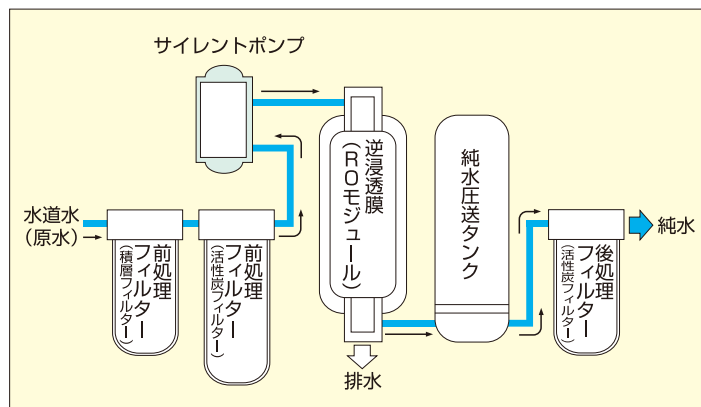 サイレントポンプ
水道水
(原水)
前処理
フィルター
(積層フィルター)
前処理
フィルター
(活性炭フィルター)
逆浸透膜
(ROモジュール)
排水
純水圧送タンク
後処理
フィルター
(活性炭フィルター)
純水